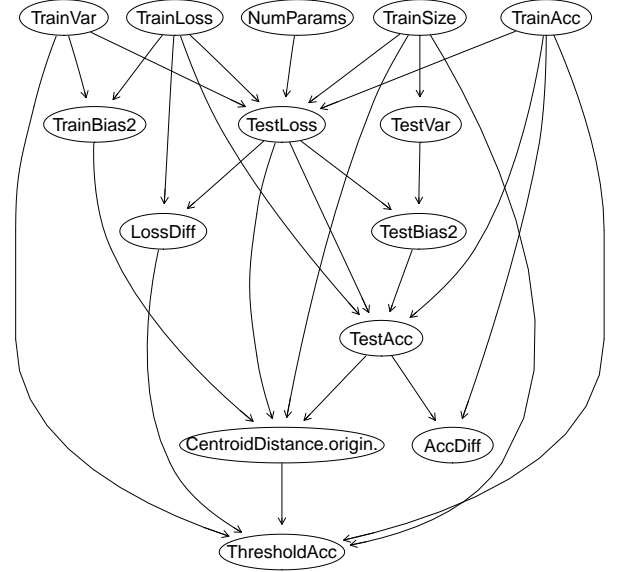 TrainVar TrainLoss NumParams TrainSize TrainAcc
TrainBias2 TestLoss TestVar
LossDiff TestBias2
TestAcc
CentroidDistance.origin. AccDiff
ThresholdAcc